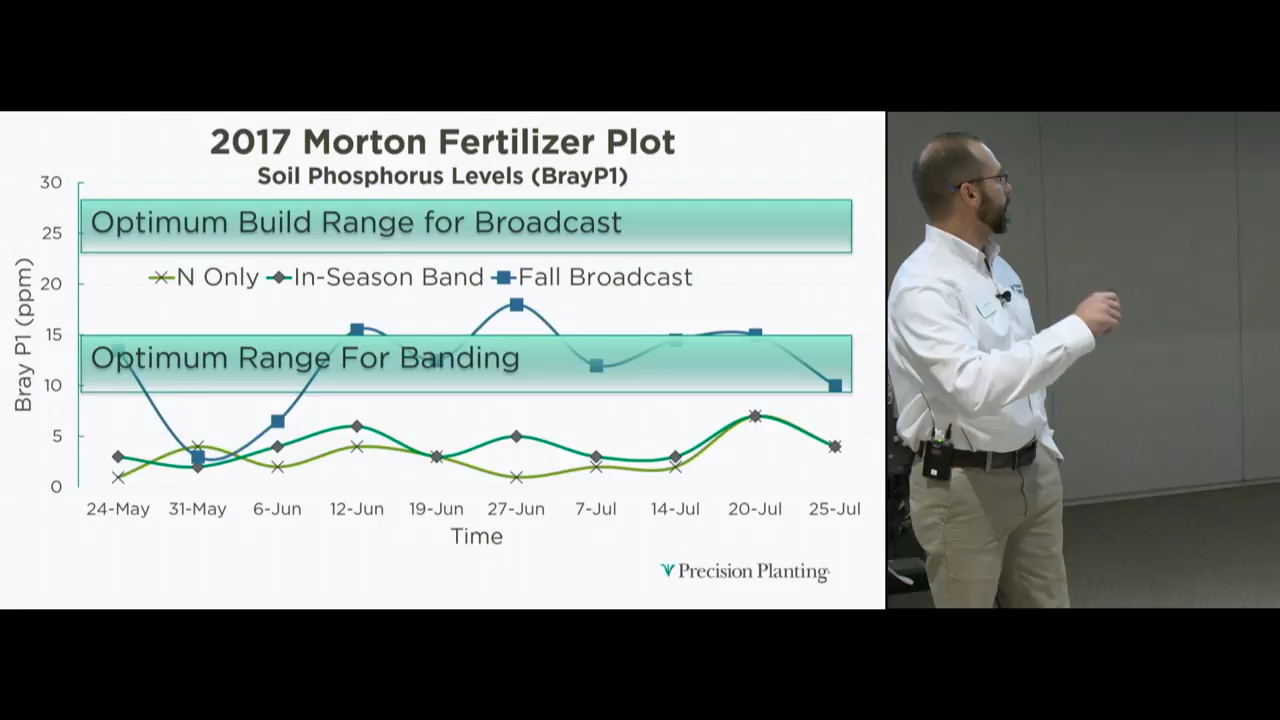 2017 Morton Fertilizer Plot
Soil Phosphorus Levels (BrayP1)
30
25
20
15
10
5
0
Bray P1 (ppm)
Optimum Build Range for Broadcast
N Only In-Season Band Fall Broadcast
Optimum Range For Banding
24-May 31-May 6-Jun 12-Jun 19-Jun 27-Jun 7-Jul 14-Jul 20-Jul 25-Jul
Time
Precision Planting